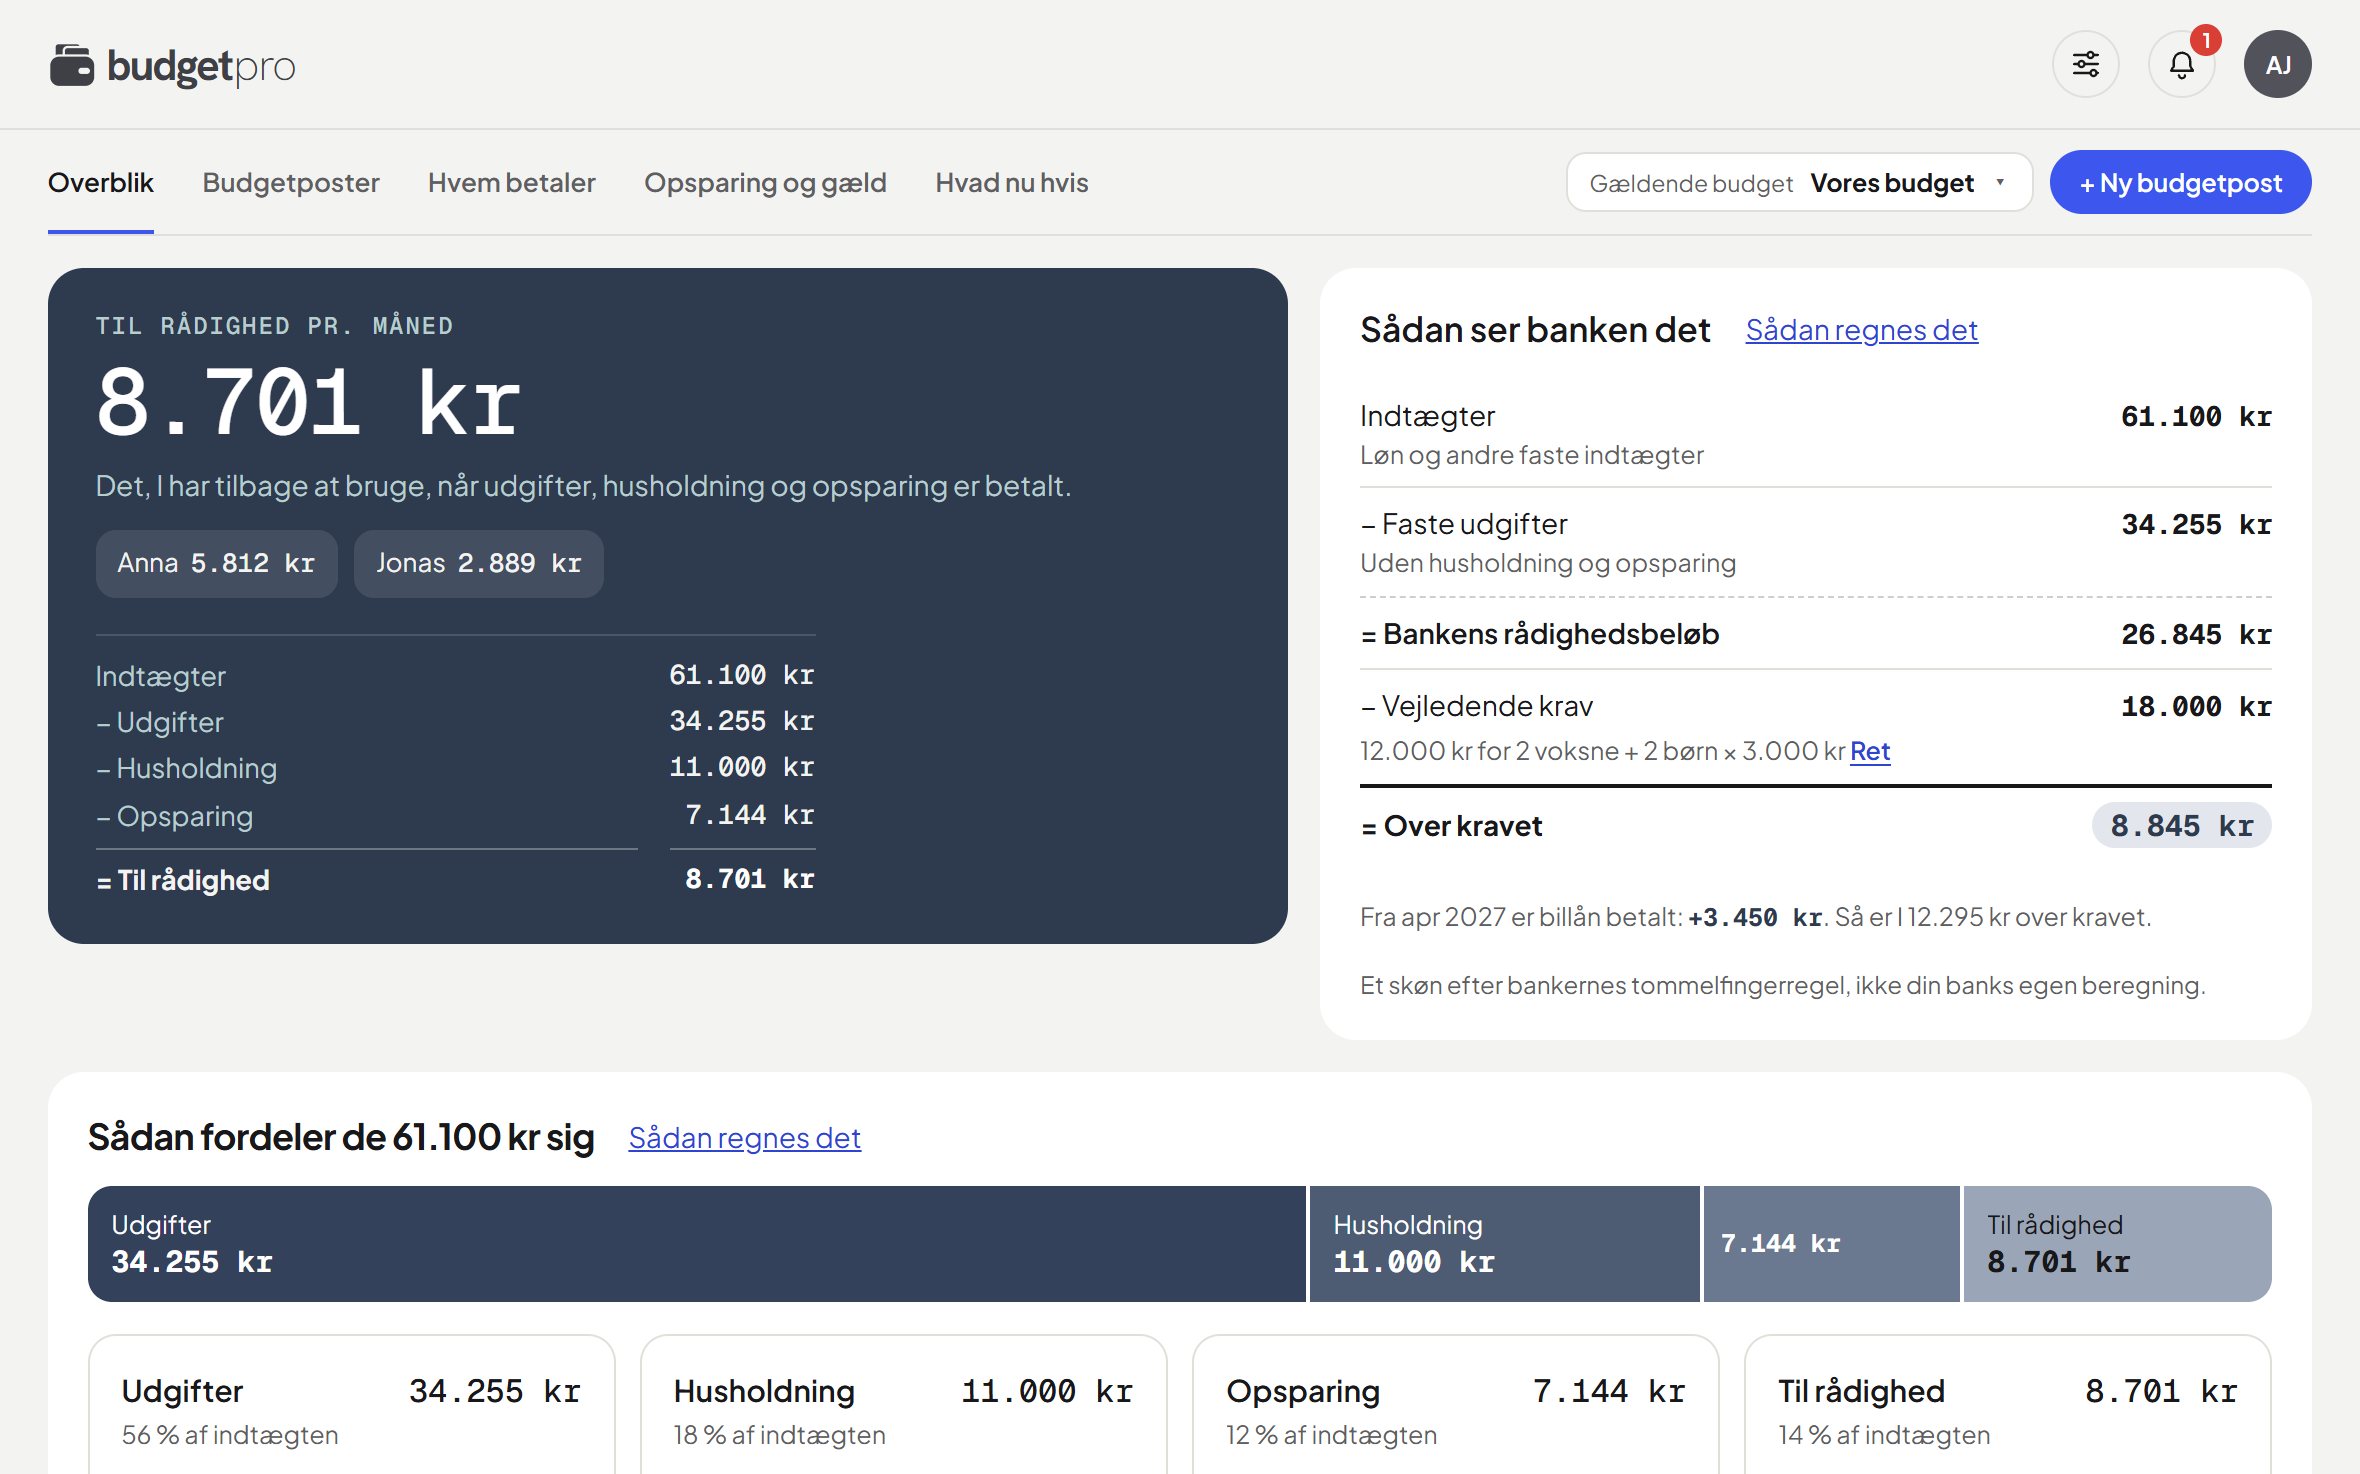 budgetpro
1
AJ
Overblik
Budgetposter
Hvem betaler
Opsparing og gæld
Hvad nu hvis
Gældende budget Vores budget ▼
+ Ny budgetpost
TIL RÅDIGHED PR. MÅNED
8.701 kr
Det, I har tilbage at bruge, når udgifter, husholdning og opsparing er betalt.
Anna 5.812 kr
Jonas 2.889 kr
Indtægter 61.100 kr
– Udgifter 34.255 kr
– Husholdning 11.000 kr
– Opsparing 7.144 kr
= Til rådighed 8.701 kr
Sådan ser banken det Sådan regnes det
Indtægter 61.100 kr
Løn og andre faste indtægter
– Faste udgifter 34.255 kr
Uden husholdning og opsparing
= Bankens rådighedsbeløb 26.845 kr
– Vejledende krav 18.000 kr
12.000 kr for 2 voksne + 2 børn × 3.000 kr Ret
= Over kravet 8.845 kr
Fra apr 2027 er billån betalt: +3.450 kr. Så er I 12.295 kr over kravet.
Et skøn efter bankernes tommelfingerregel, ikke din banks egen beregning.
Sådan fordeler de 61.100 kr sig Sådan regnes det
Udgifter
34.255 kr
Husholdning
11.000 kr
7.144 kr
Til rådighed
8.701 kr
Udgifter 34.255 kr
56 % af indtægten
Husholdning 11.000 kr
18 % af indtægten
Opsparing 7.144 kr
12 % af indtægten
Til rådighed 8.701 kr
14 % af indtægten